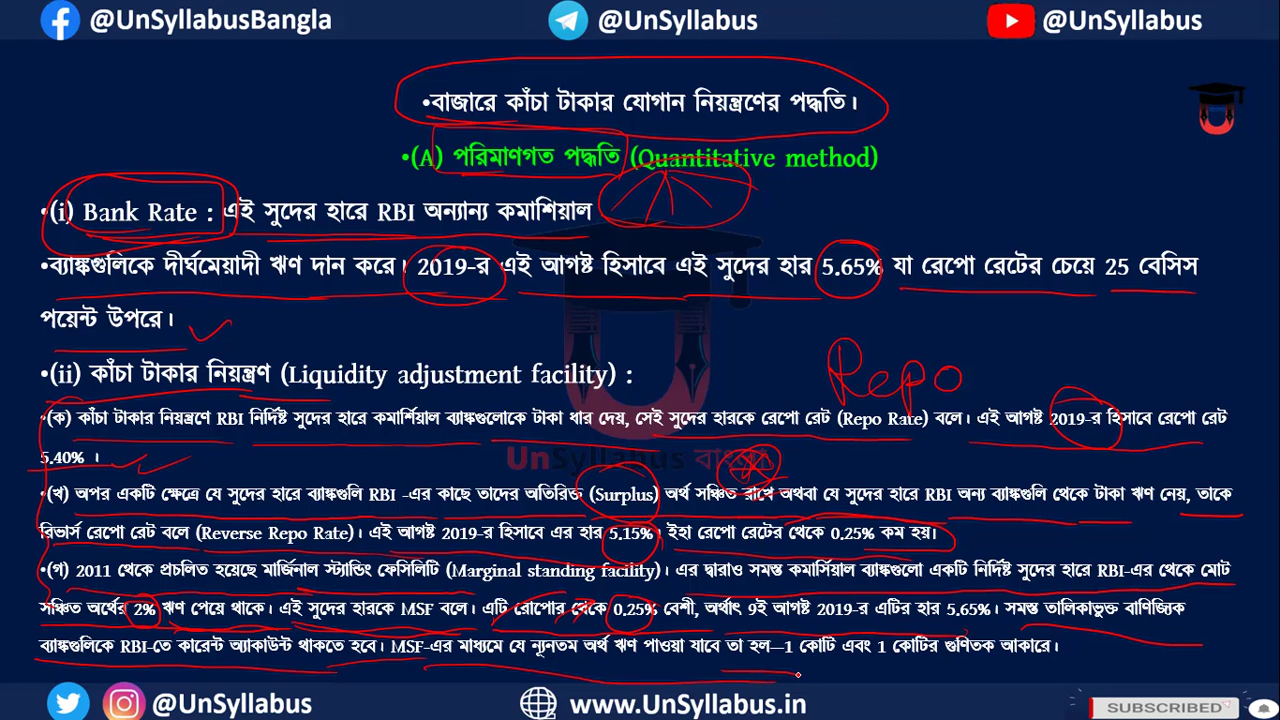 @UnSyllabusBangla @UnSyllabus @UnSyllabus
•বাজারে কাঁচা টাকার যোগান নিয়ন্ত্রণের পদ্ধতি।
•(A) পরিমাণগত পদ্ধতি (Quantitative method)
•(i) Bank Rate : এই সুদের হারে RBI অন্যান্য কমাশিয়াল
•ব্যাঙ্কগুলিকে দীর্ঘমেয়াদী ঋণ দান করে। 2019-র এই আগষ্ট হিসাবে এই সুদের হার 5.65% যা রেপো রেটের চেয়ে 25 বেসিস
পয়েন্ট উপরে।
•(ii) কাঁচা টাকার নিয়ন্ত্রণ (Liquidity adjustment facility) :
Repo
•(ক) কাঁচা টাকার নিয়ন্ত্রণে RBI নির্দিষ্ট সুদের হারে কমার্শিয়াল ব্যাঙ্কগুলোকে টাকা ধার দেয়, সেই সুদের হারকে রেপো রেট (Repo Rate) বলে। এই আগষ্ট 2019-র হিসাবে রেপো রেট
5.40% ।
UnSyllabus বাংলা
•(খ) অপর একটি ক্ষেত্রে যে সুদের হারে ব্যাঙ্কগুলি RBI -এর কাছে তাদের অতিরিক্ত (Surplus) অর্থ সঞ্চিত রাখে অথবা যে সুদের হারে RBI অন্য ব্যাঙ্কগুলি থেকে টাকা ঋণ নেয়, তাকে
রিভার্স রেপো রেট বলে (Reverse Repo Rate)। এই আগষ্ট 2019-র হিসাবে এর হার 5.15%। ইহা রেপো রেটের থেকে 0.25% কম হয়।
•(গ) 2011 থেকে প্রচলিত হয়েছে মার্জিনাল স্ট্যান্ডিং ফেসিলিটি (Marginal standing facility)। এর দ্বারাও সমস্ত কমার্সিয়াল ব্যাঙ্কগুলো একটি নির্দিষ্ট সুদের হারে RBI-এর থেকে মোট
সঞ্চিত অর্থের 2% ঋণ পেয়ে থাকে। এই সুদের হারকে MSF বলে। এটি রেপোর থেকে 0.25% বেশী, অর্থাৎ 9ই আগষ্ট 2019-র এটির হার 5.65%। সমস্ত তালিকাভুক্ত বাণিজ্যিক
ব্যাঙ্কগুলিকে RBI-তে কারেন্ট অ্যাকাউন্ট থাকতে হবে। MSF-এর মাধ্যমে যে ন্যূনতম অর্থ ঋণ পাওয়া যাবে তা হল—1 কোটি এবং 1 কোটির গুণিতক আকারে।
@UnSyllabus www.UnSyllabus.in SUBSCRIBED